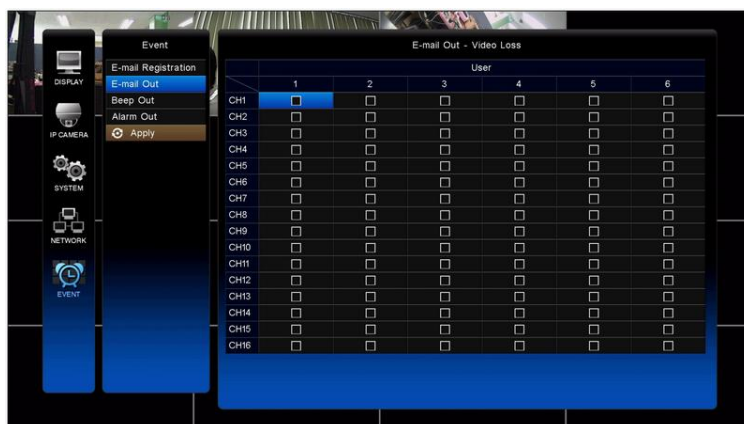 DISPLAY
IP CAMERA
SYSTEM
NETWORK
EVENT
Event
E-mail Registration
E-mail Out
Beep Out
Alarm Out
Apply
E-mail Out - Video Loss
User
1 2 3 4 5 6
CH1
CH2
CH3
CH4
CH5
CH6
CH7
CH8
CH9
CH10
CH11
CH12
CH13
CH14
CH15
CH16